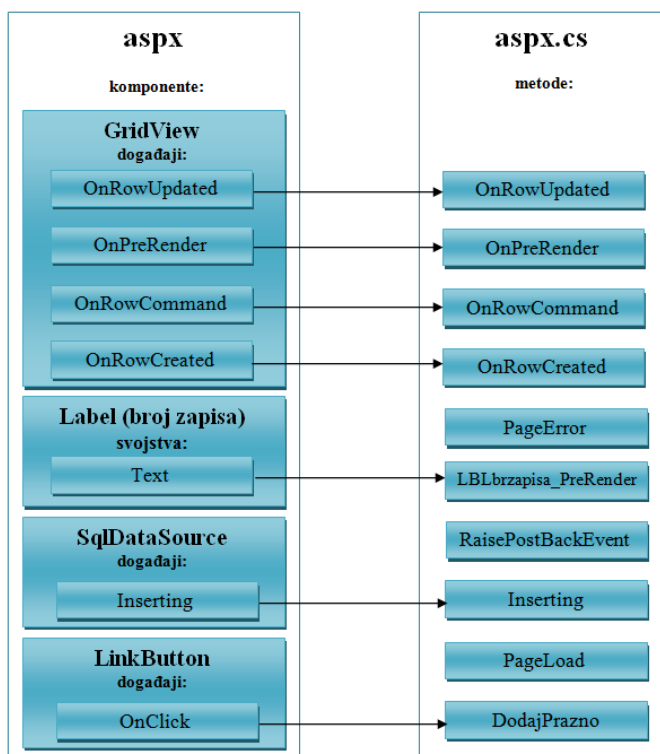 aspx
komponente:
GridView
događaji:
OnRowUpdated
OnPreRender
OnRowCommand
OnRowCreated
Label (broj zapisa)
svojstva:
Text
SqlDataSource
događaji:
Inserting
LinkButton
događaji:
OnClick
aspx.cs
metode:
OnRowUpdated
OnPreRender
OnRowCommand
OnRowCreated
PageError
LBLbrzapisa_PreRender
RaisePostBackEvent
Inserting
PageLoad
DodajPrazno